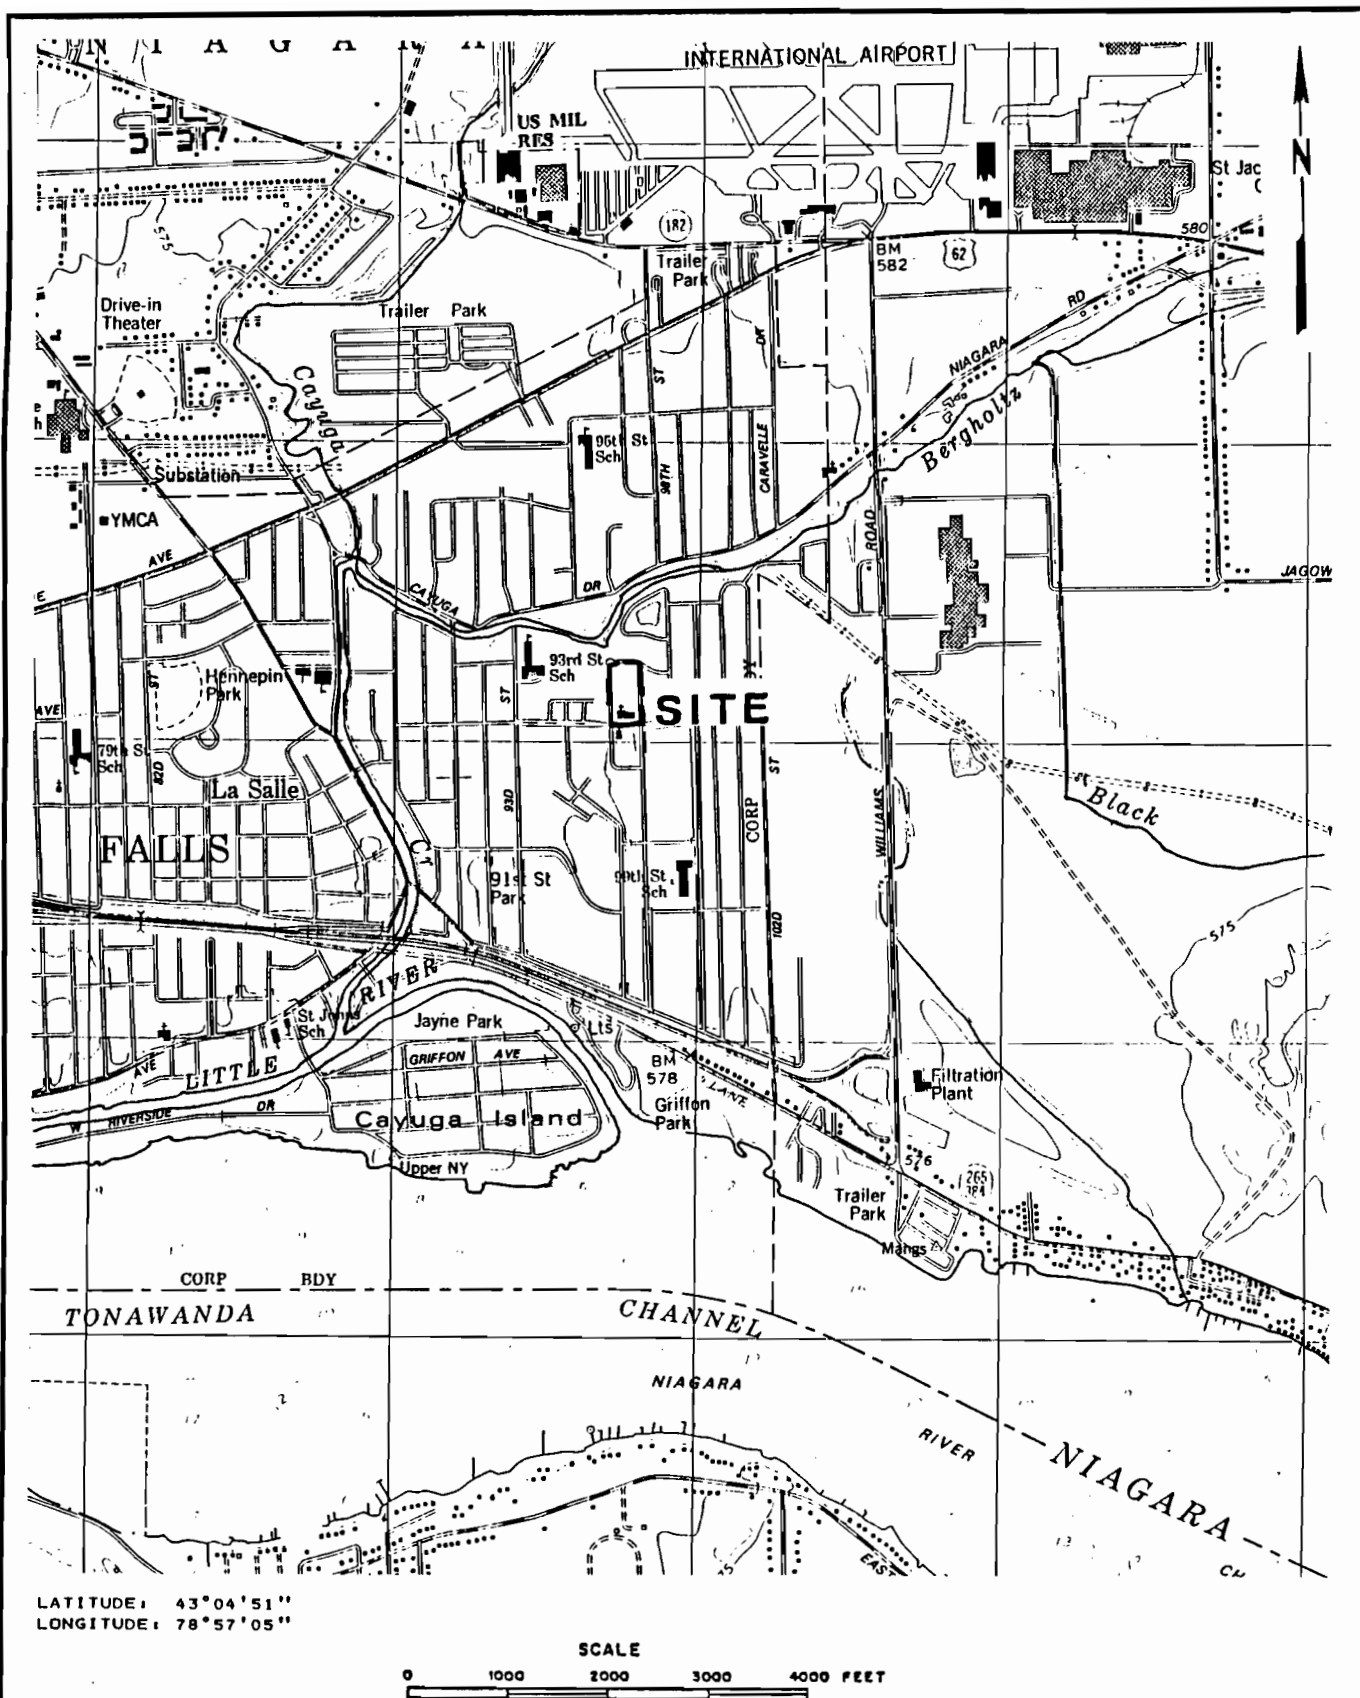 N I A G A R A
INTERNATIONAL AIRPORT
US MIL
RES
N
St Jac
182
580
BM
582
62
Trailer
Park
575
Drive-in
Theater
Trailer Park
RD
NIAGARA
DR
ST
Cayuga
Bergholtz
95th St
Sch
98TH
CARAVELLE
Substation
YMCA
ROAD
AVE
JAGOW
CAYUGA
DR
93rd St
Sch
Hennepin
Park
ST
ST
SITE
AVE
79th St
Sch
82D
La Salle
ST
93D
CORP
WILLIAMS
Black
FALLS
Cr
91st St
Park
99th St
Sch
102D
575
RIVER
St Johns
Sch
Jayne Park
Lts
GRIFFON AVE
BM
578
LANE
Filtration
Plant
AVE
LITTLE
Griffon
Park
W RIVERSIDE DR
Cayuga Island
576
Upper NY
265
384
Trailer
Park
CORP BDY
TONAWANDA
CHANNEL
NIAGARA
RIVER
NIAGARA
EAST
LATITUDE: 43°04'51"
LONGITUDE: 78°57'05"
SCALE
0 1000 2000 3000 4000 FEET